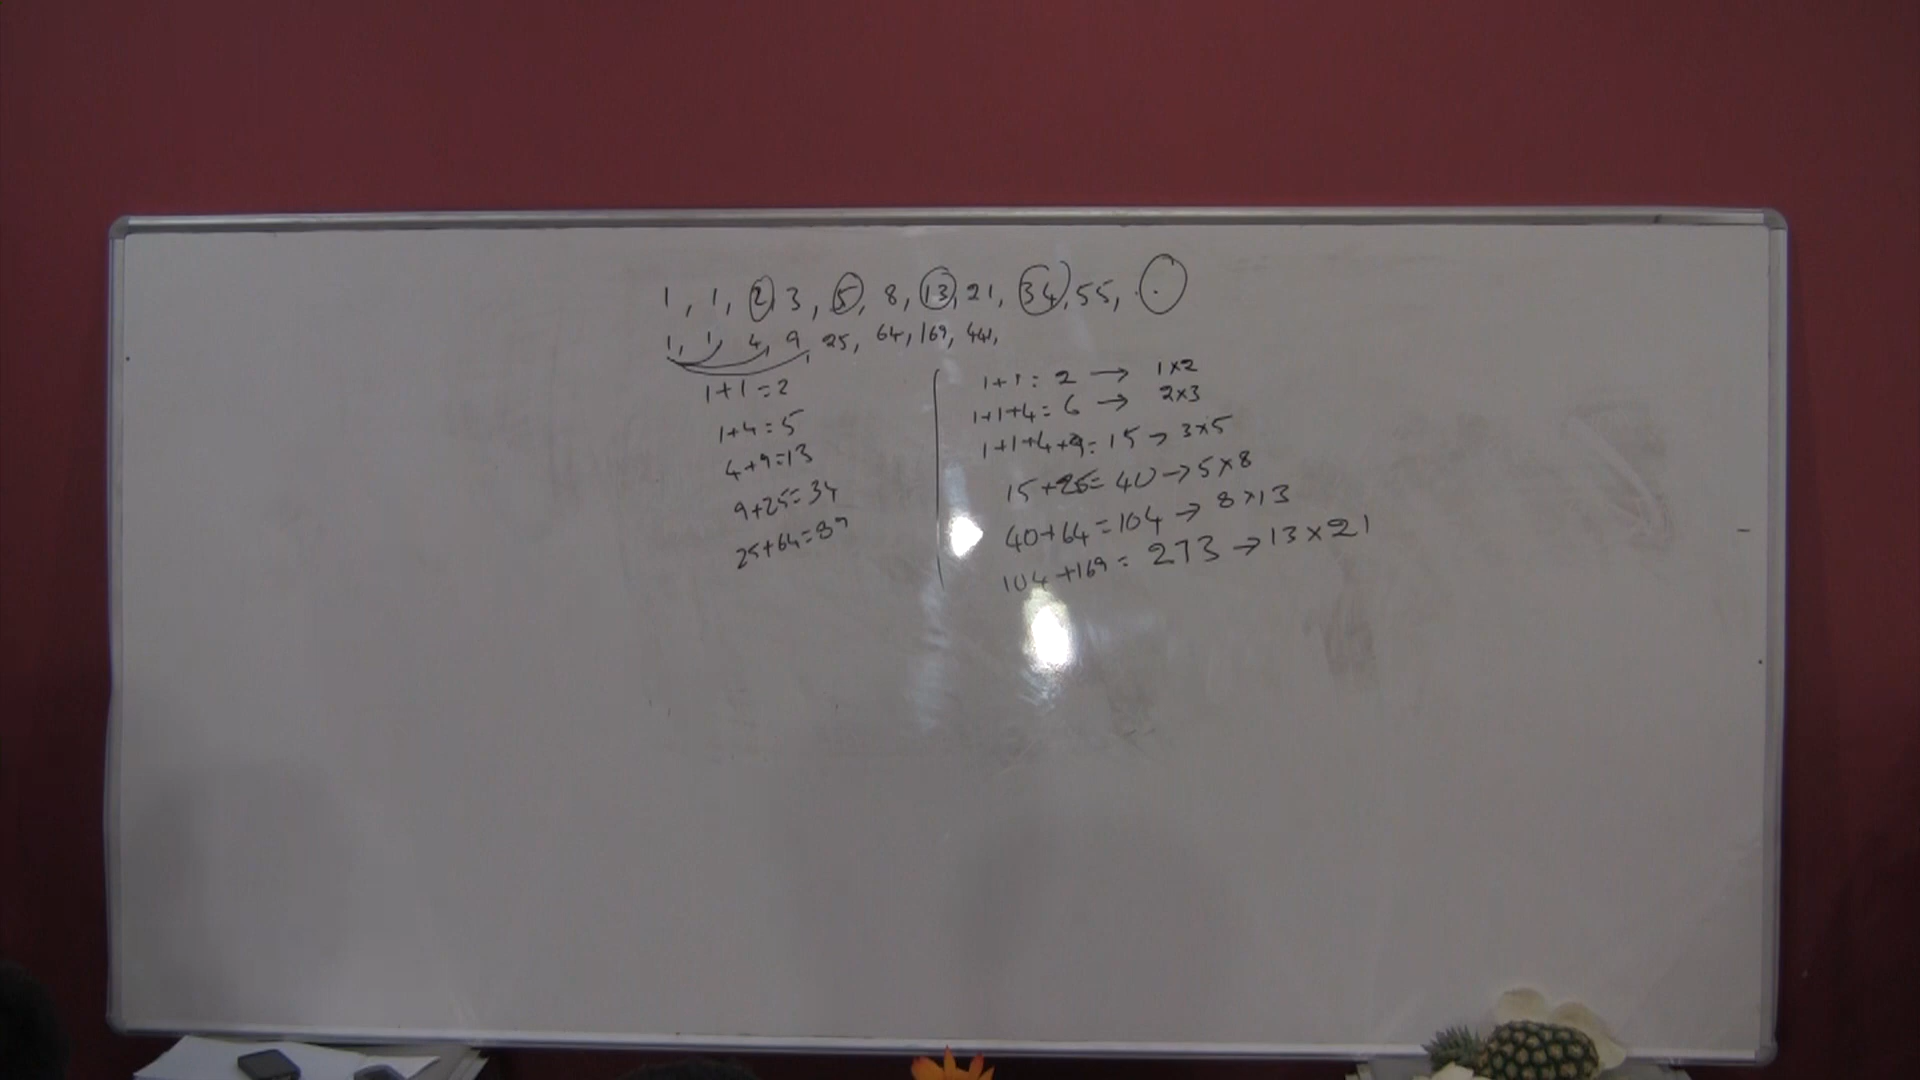 1, 1, 2, 3, 5, 8, 13, 21, 34, 55, . .
1, 1, 4, 9, 25, 64, 169, 441,
1+1=2
1+4=5
4+9=13
9+25=34
25+64=89
1+1=2 → 1×2
1+1+4=6 → 2×3
1+1+4+9=15 → 3×5
15+25=40 → 5×8
40+64=104 → 8×13
104+169=273 → 13×21